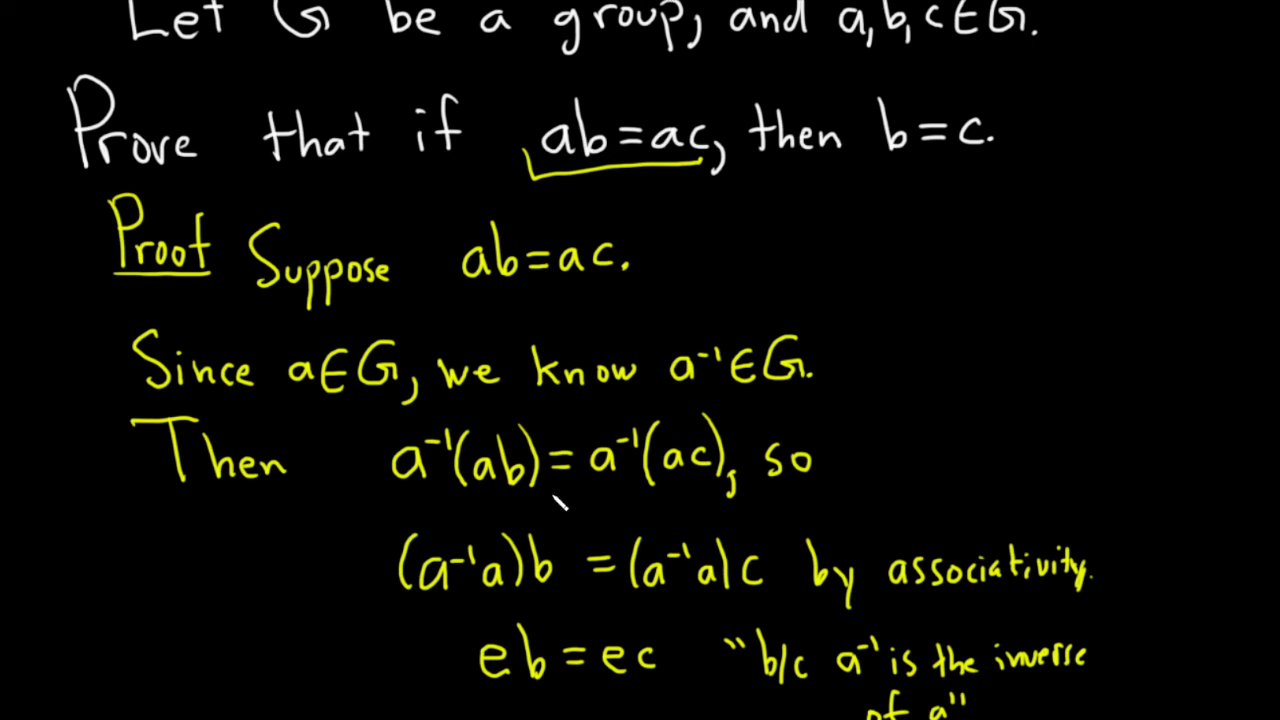 Let G be a group, and a, b, c ∈ G.
Prove that if ab = ac, then b = c.
Proof Suppose ab = ac.
Since a ∈ G, we know a⁻¹ ∈ G.
Then a⁻¹(ab) = a⁻¹(ac), so
(a⁻¹a)b = (a⁻¹a)c by associativity.
eb = ec "b/c a⁻¹ is the inverse
of a"